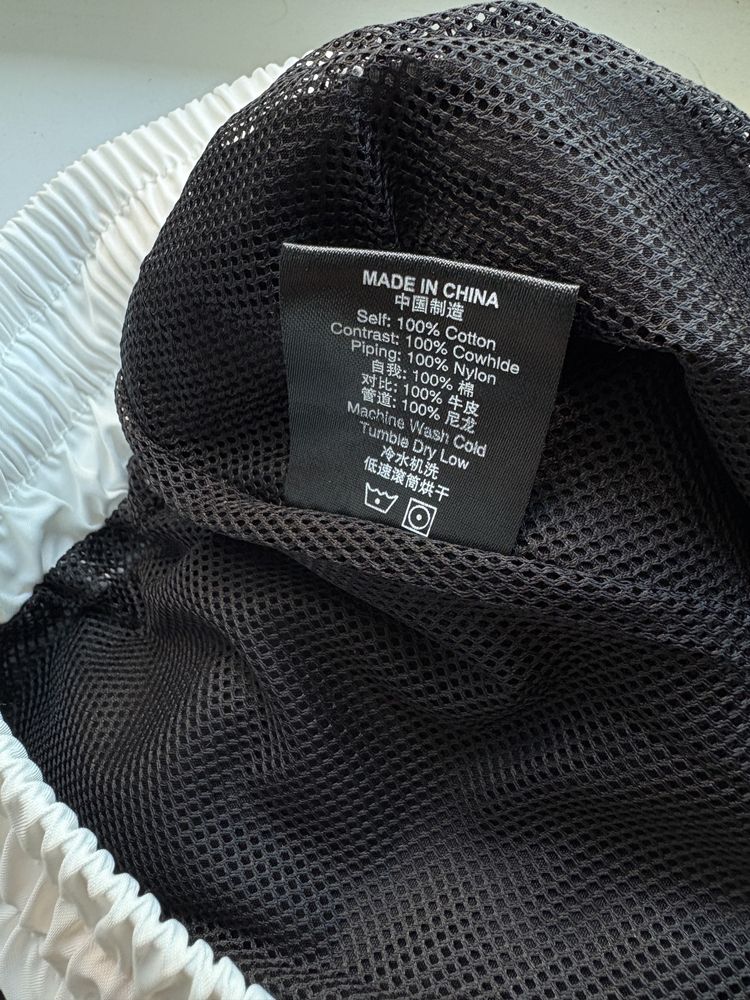 MADE IN CHINA
中国制造
Self: 100% Cotton
Contrast: 100% Cowhide
Piping: 100% Nylon
自我: 100% 棉
对比: 100% 牛皮
管道: 100% 尼龙
Machine Wash Cold
Tumble Dry Low
冷水机洗
低速滚筒烘干